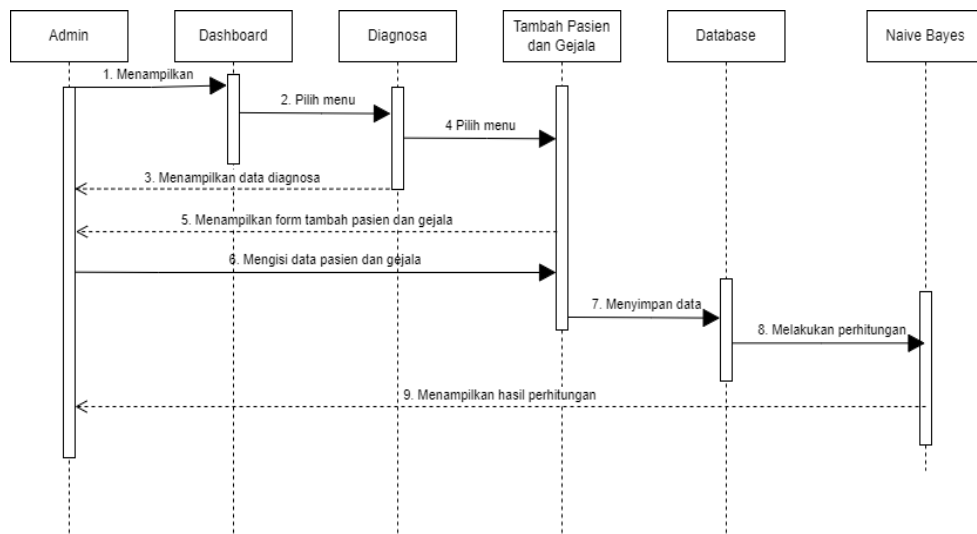 Admin
Dashboard
Diagnosa
Tambah Pasien
dan Gejala
Database
Naive Bayes
1. Menampilkan
2. Pilih menu
4 Pilih menu
3. Menampilkan data diagnosa
5. Menampilkan form tambah pasien dan gejala
6. Mengisi data pasien dan gejala
7. Menyimpan data
8. Melakukan perhitungan
9. Menampilkan hasil perhitungan